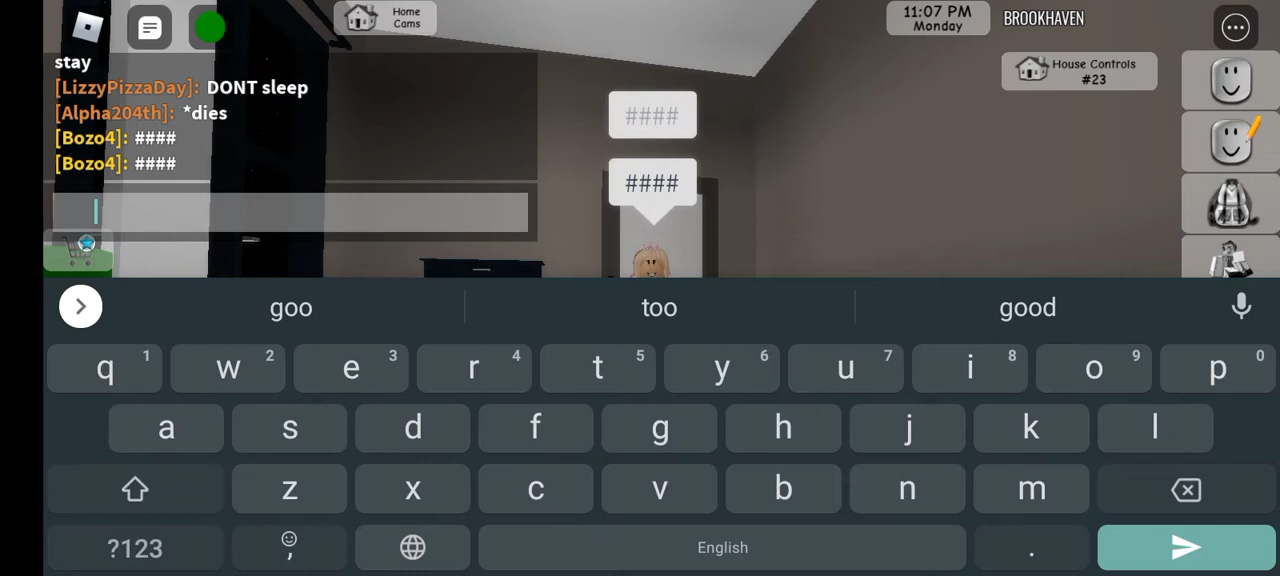 Home
Cams
11:07 PM
Monday
BROOKHAVEN
House Controls
#23
stay
[LizzyPizzaDay]: DONT sleep
[Alpha204th]: *dies
[Bozo4]: ####
[Bozo4]: ####
####
####
goo too good
q 1 w 2 e 3 r 4 t 5 y 6 u 7 i 8 o 9 p 0
a s d f g h j k l
z x c v b n m
?123 , English .